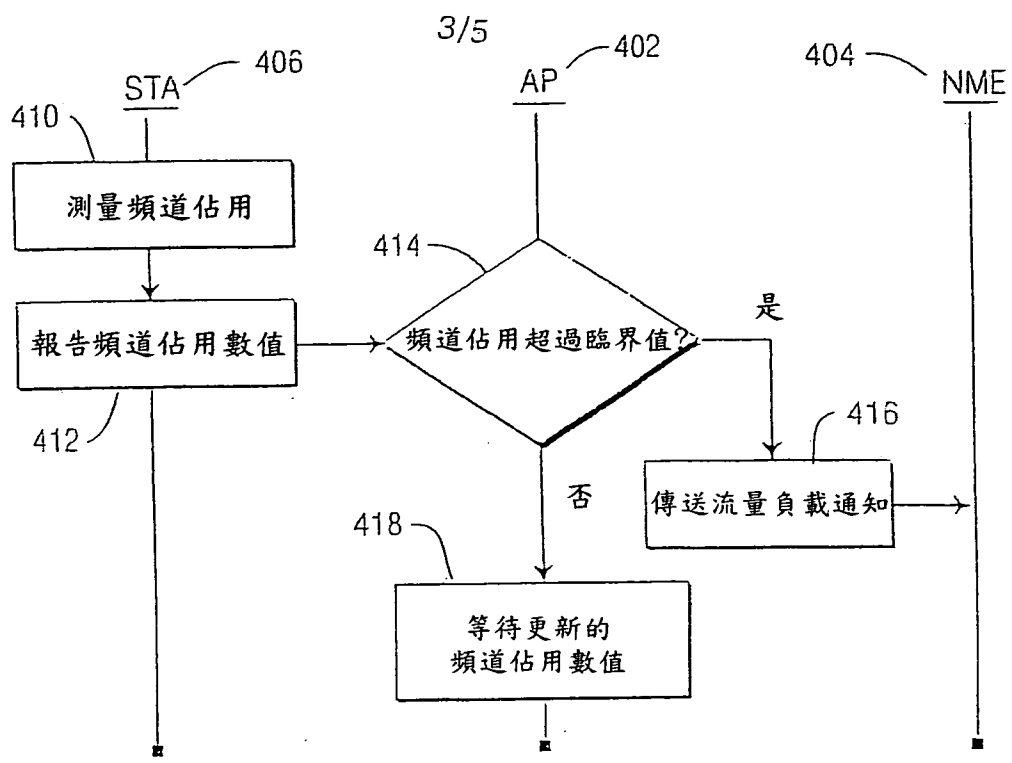 3/5
STA
406
AP
402
404
NME
410
測量頻道佔用
414
報告頻道佔用數值
頻道佔用超過臨界值?
是
412
416
否
傳送流量負載通知
418
等待更新的
頻道佔用數值